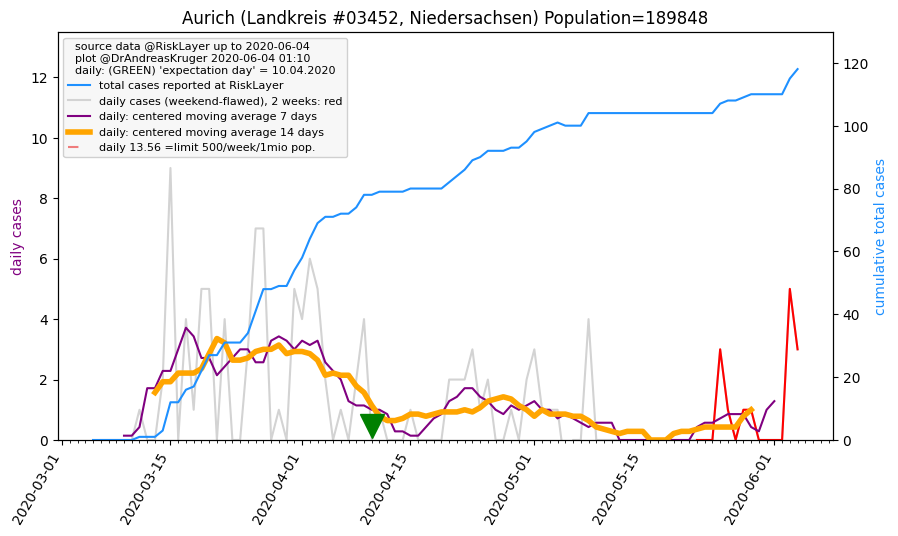 Aurich (Landkreis #03452, Niedersachsen) Population=189848
source data @RiskLayer up to 2020-06-04
plot @DrAndreasKruger 2020-06-04 01:10
daily: (GREEN) 'expectation day' = 10.04.2020
total cases reported at RiskLayer
daily cases (weekend-flawed), 2 weeks: red
daily: centered moving average 7 days
daily: centered moving average 14 days
daily 13.56 =limit 500/week/1mio pop.
daily cases
12
10
8
6
4
2
0
120
100
80
60
40
20
0
cumulative total cases
2020-03-01
2020-03-15
2020-04-01
2020-04-15
2020-05-01
2020-05-15
2020-06-01